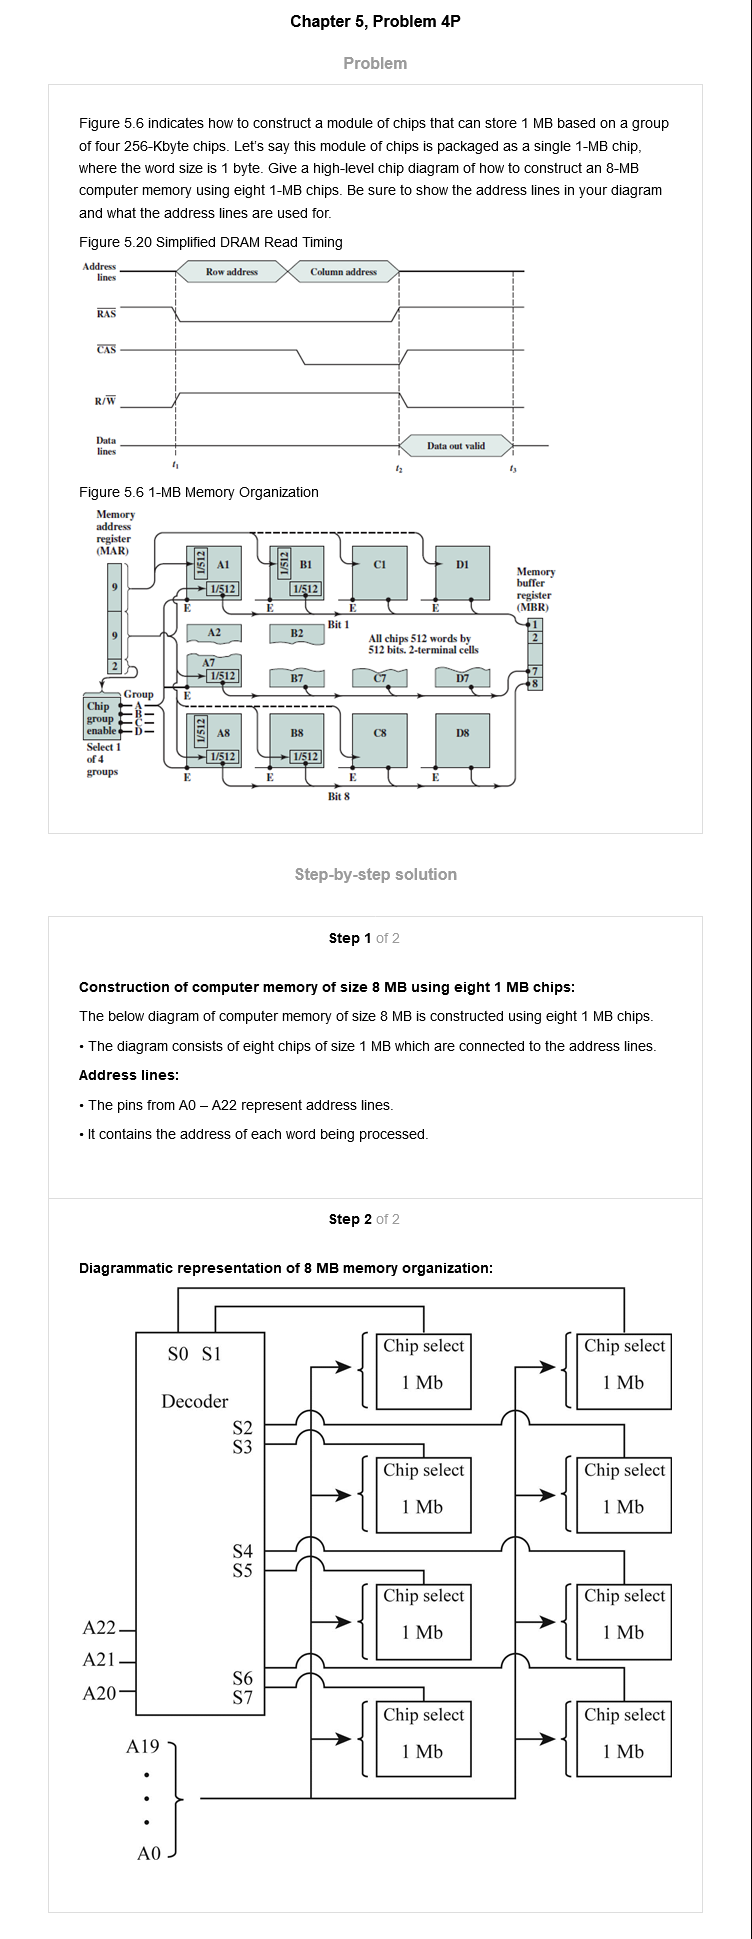 Chapter 5, Problem 4P
Problem
Figure 5.6 indicates how to construct a module of chips that can store 1 MB based on a group
of four 256-Kbyte chips. Let's say this module of chips is packaged as a single 1-MB chip,
where the word size is 1 byte. Give a high-level chip diagram of how to construct an 8-MB
computer memory using eight 1-MB chips. Be sure to show the address lines in your diagram
and what the address lines are used for.
Figure 5.20 Simplified DRAM Read Timing
Address
lines
Row address
Column address
RAS
CAS
R/W
Data
lines
Data out valid
t1
t2
t3
Figure 5.6 1-MB Memory Organization
Memory
address
register
(MAR)
9
9
2
1/512
A1
1/512
E
1/512
B1
1/512
E
C1
E
D1
E
Memory
buffer
register
(MBR)
1
2
7
8
Bit 1
A2
B2
All chips 512 words by
512 bits. 2-terminal cells
A7
1/512
E
B7
C7
D7
Group
A
B
C
D
Chip
group
enable
Select 1
of 4
groups
1/512
A8
1/512
E
B8
1/512
E
C8
E
D8
E
Bit 8
Step-by-step solution
Step 1 of 2
Construction of computer memory of size 8 MB using eight 1 MB chips:
The below diagram of computer memory of size 8 MB is constructed using eight 1 MB chips.
• The diagram consists of eight chips of size 1 MB which are connected to the address lines.
Address lines:
• The pins from A0 – A22 represent address lines.
• It contains the address of each word being processed.
Step 2 of 2
Diagrammatic representation of 8 MB memory organization:
S0 S1
Decoder
S2
S3
S4
S5
S6
S7
A22
A21
A20
A19
.
.
.
A0
Chip select
1 Mb
Chip select
1 Mb
Chip select
1 Mb
Chip select
1 Mb
Chip select
1 Mb
Chip select
1 Mb
Chip select
1 Mb
Chip select
1 Mb